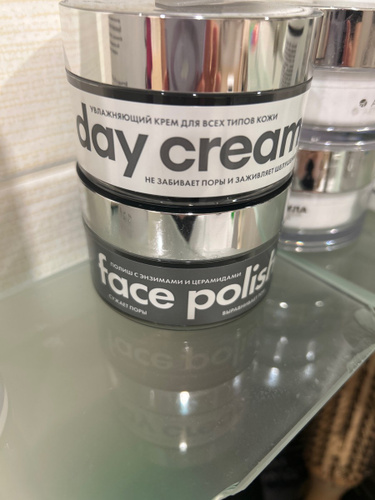 УВЛАЖНЯЮЩИЙ КРЕМ ДЛЯ ВСЕХ ТИПОВ КОЖИ
day cream
НЕ ЗАБИВАЕТ ПОРЫ И ЗАЖИВЛЯЕТ
ПОЛИШ С ЭНЗИМАМИ И ЦЕРАМИДАМИ
face polish
СУЖАЕТ ПОРЫ